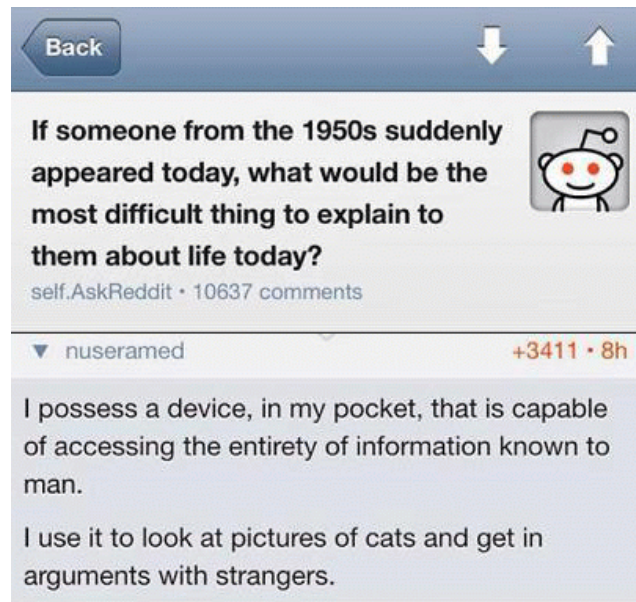 Back
If someone from the 1950s suddenly
appeared today, what would be the
most difficult thing to explain to
them about life today?
self.AskReddit • 10637 comments
▼ nuseramed +3411 • 8h
I possess a device, in my pocket, that is capable
of accessing the entirety of information known to
man.
I use it to look at pictures of cats and get in
arguments with strangers.